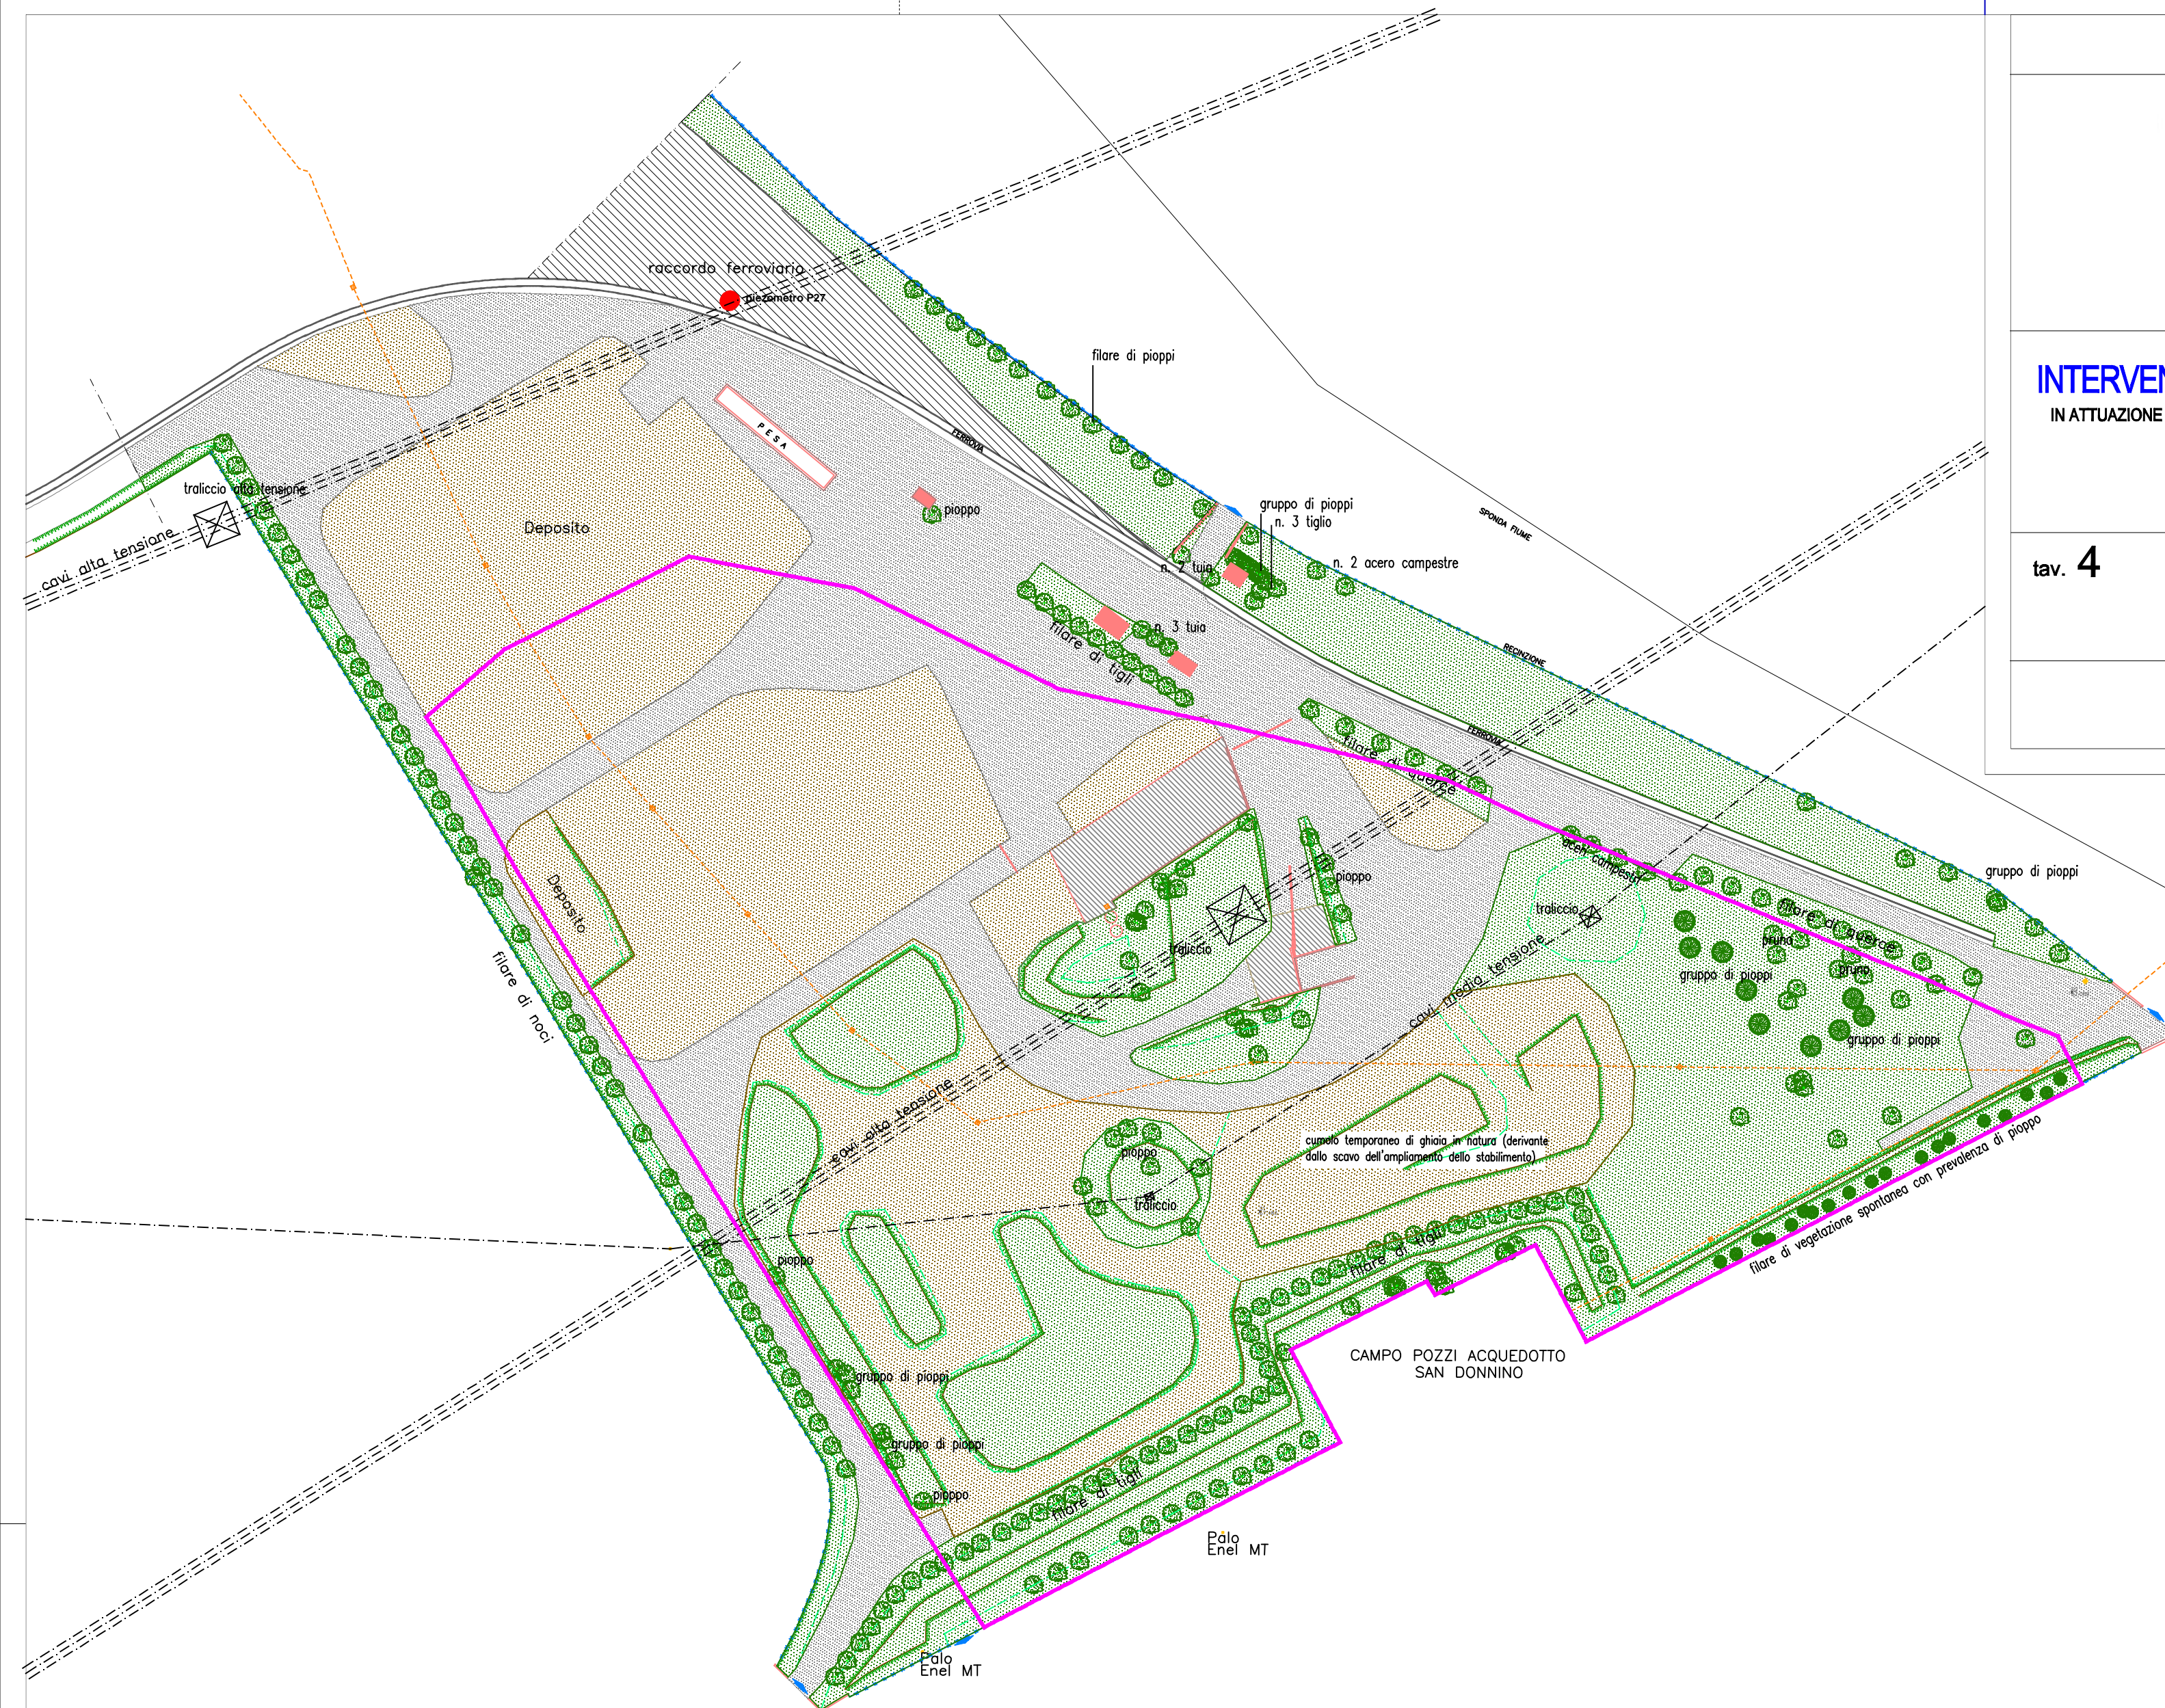 raccordo ferroviario
piezometro P27
filare di pioppi
INTERVEN
IN ATTUAZIONE
PESA
FERROVIA
traliccio alta tensione
cavi alta tensione
Deposito
pioppo
gruppo di pioppi
n. 3 tiglio
SPONDA FIUME
n. 2 tuia
n. 2 acero campestre
tav. 4
n. 3 tuia
filare di tigli
RECINZIONE
filare di querce
FERROVIA
aceri campestri
gruppo di pioppi
pioppo
Deposito
traliccio
filare di querce
pruno
traliccio
pruno
gruppo di pioppi
filare di noci
cavi media tensione
gruppo di pioppi
cavi alta tensione
cumolo temporaneo di ghiaia in natura (derivante
dallo scavo dell'ampliamento dello stabilimento)
pioppo
traliccio
filare di vegetazione spontanea con prevalenza di pioppo
pioppo
filare di tigli
CAMPO POZZI ACQUEDOTTO
SAN DONNINO
gruppo di pioppi
gruppo di pioppi
pioppo
filare di tigli
Palo
Enel MT
Palo
Enel MT